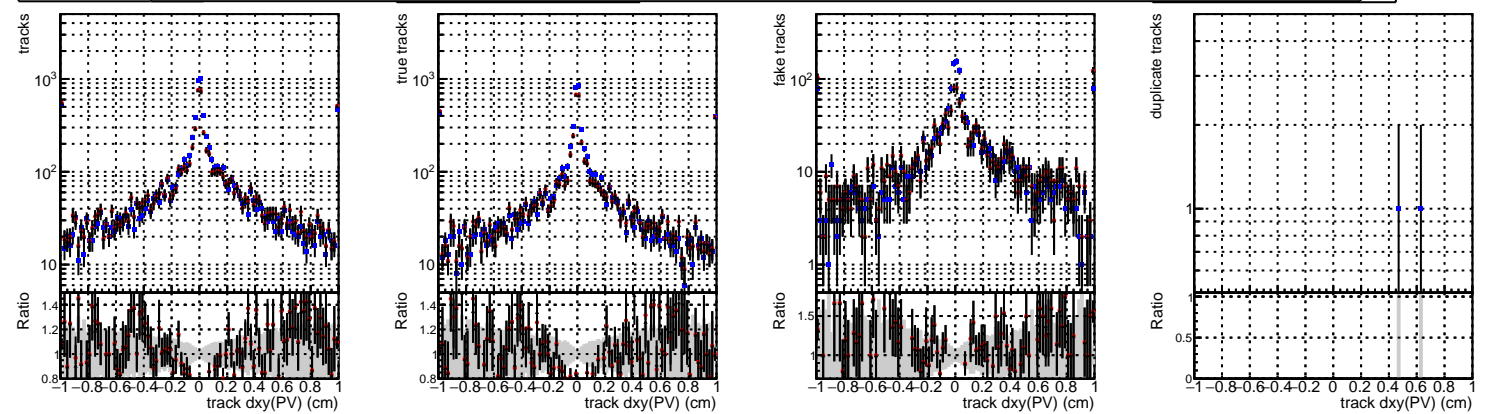 tracks
10³
10²
10
Ratio
1.4
1.2
1
0.8
−1 −0.8−0.6−0.4−0.2 0 0.2 0.4 0.6 0.8 1
track dxy(PV) (cm)
true tracks
10³
10²
10
Ratio
1.4
1.2
1
0.8
−1 −0.8−0.6−0.4−0.2 0 0.2 0.4 0.6 0.8 1
track dxy(PV) (cm)
fake tracks
10²
10
1
Ratio
1.5
1
−1 −0.8−0.6−0.4−0.2 0 0.2 0.4 0.6 0.8 1
track dxy(PV) (cm)
duplicate tracks
1
Ratio
1
0.5
0
−1 −0.8−0.6−0.4−0.2 0 0.2 0.4 0.6 0.8 1
track dxy(PV) (cm)